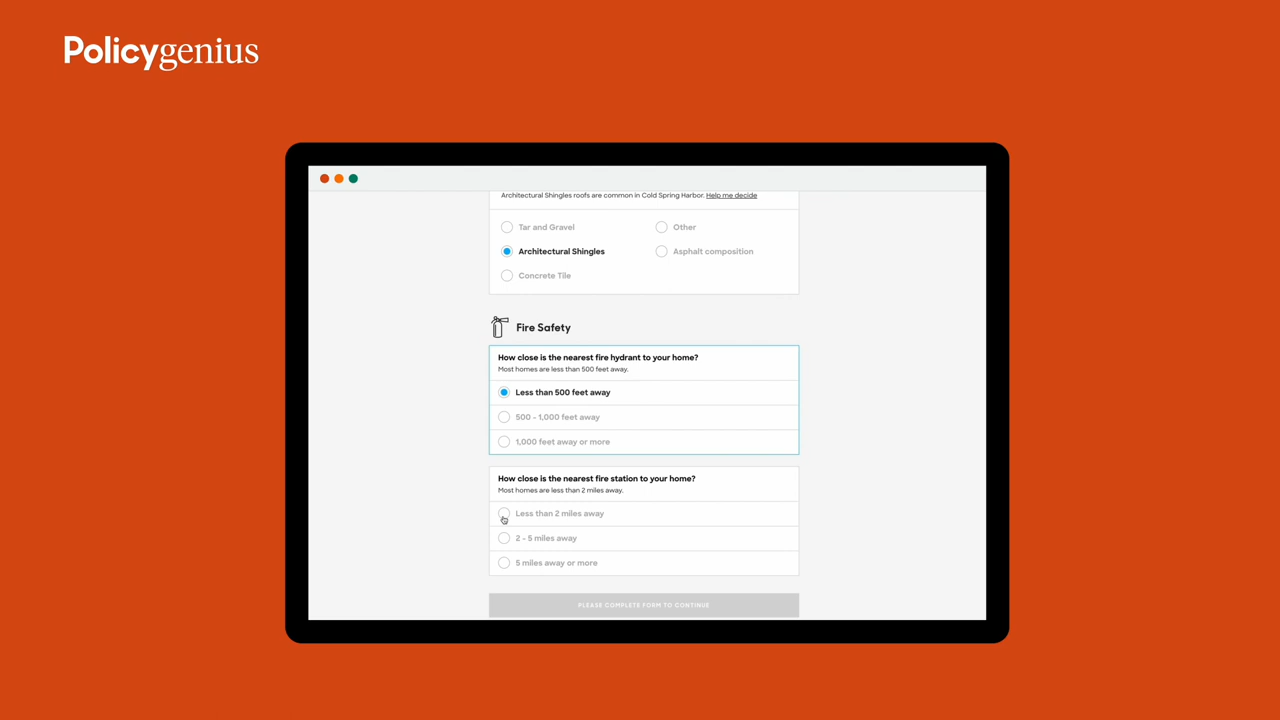 Policygenius
Architectural Shingles roofs are common in Cold Spring Harbor. Help me decide
Tar and Gravel
Other
Architectural Shingles
Asphalt composition
Concrete Tile
Fire Safety
How close is the nearest fire hydrant to your home?
Most homes are less than 500 feet away.
Less than 500 feet away
500 - 1,000 feet away
1,000 feet away or more
How close is the nearest fire station to your home?
Most homes are less than 2 miles away.
Less than 2 miles away
2 - 5 miles away
5 miles away or more
PLEASE COMPLETE FORM TO CONTINUE